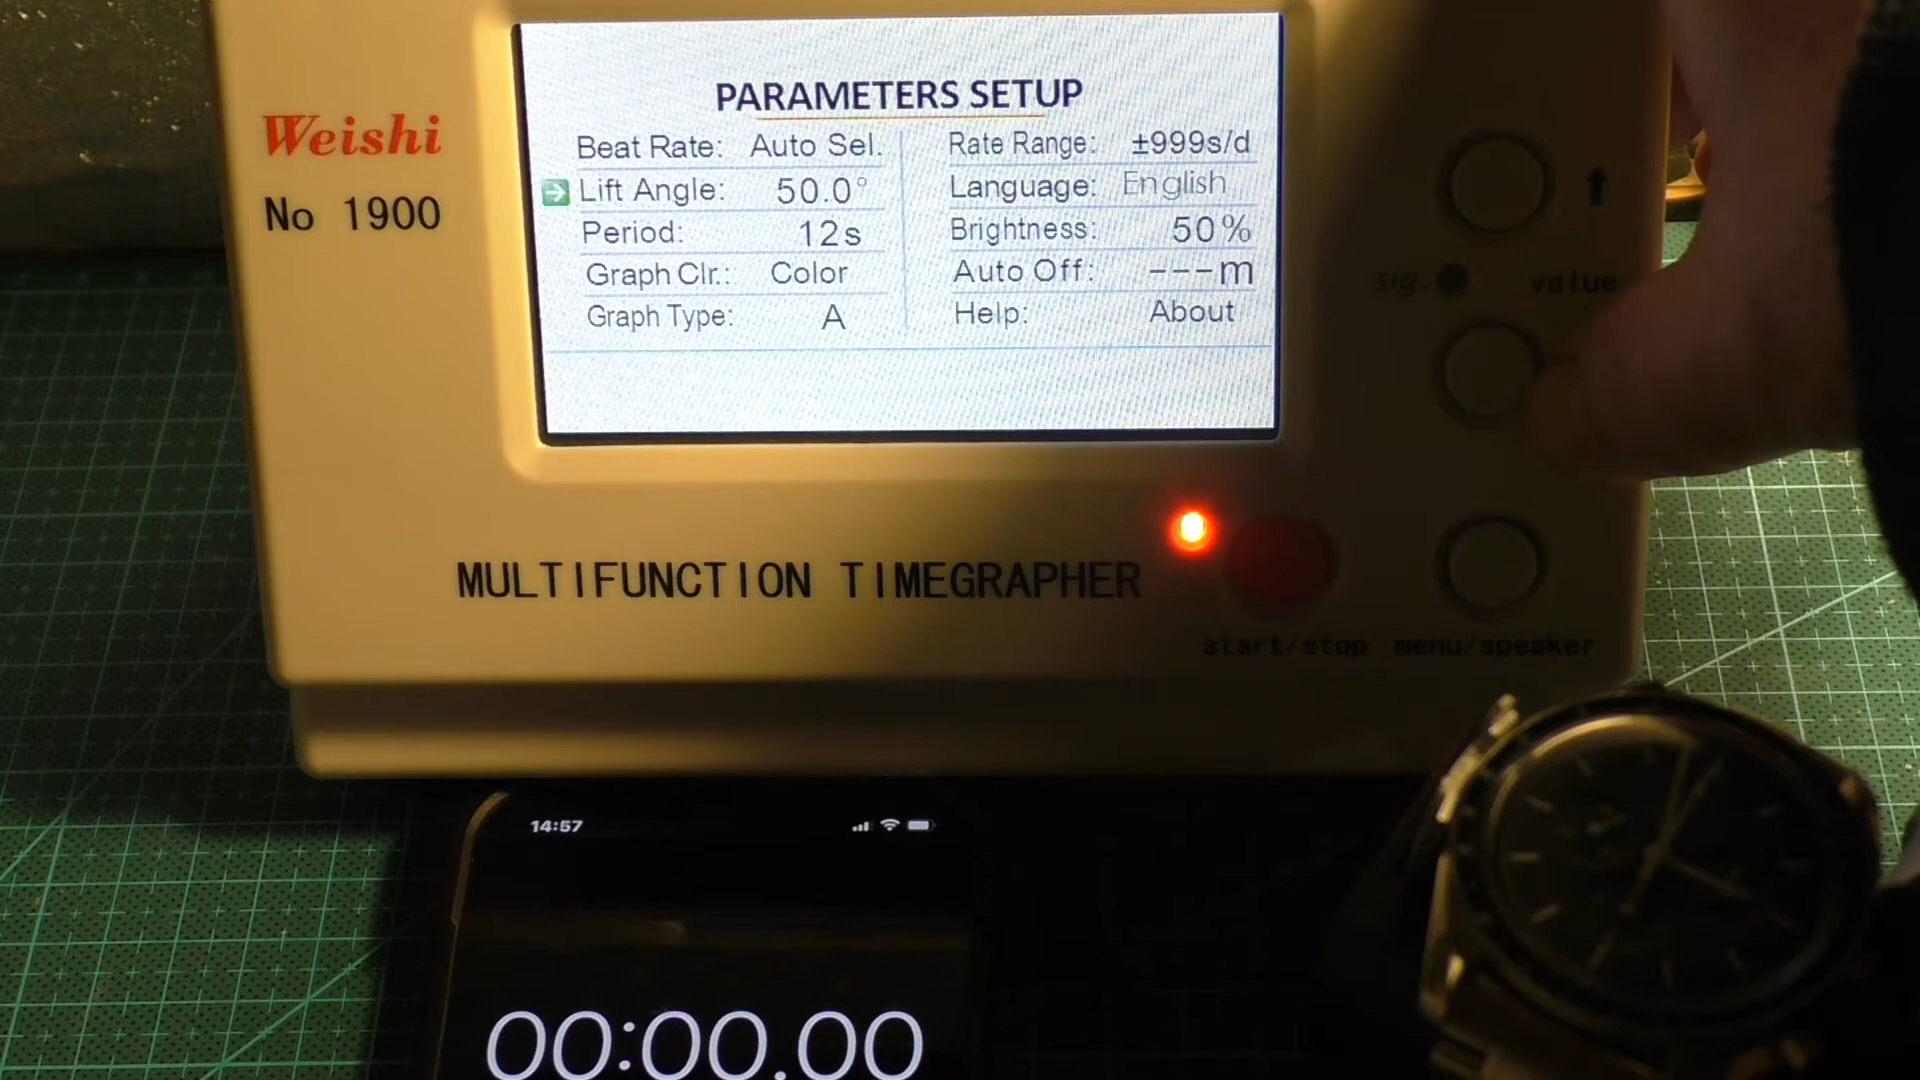 Weishi
No 1900
PARAMETERS SETUP
Beat Rate: Auto Sel.
Lift Angle: 50.0°
Period: 12s
Graph Clr.: Color
Graph Type: A
Rate Range: ±999s/d
Language: English
Brightness: 50%
Auto Off: ---m
Help: About
sig. value
MULTIFUNCTION TIMEGRAPHER
start/stop menu/speaker
14:57
00:00.00